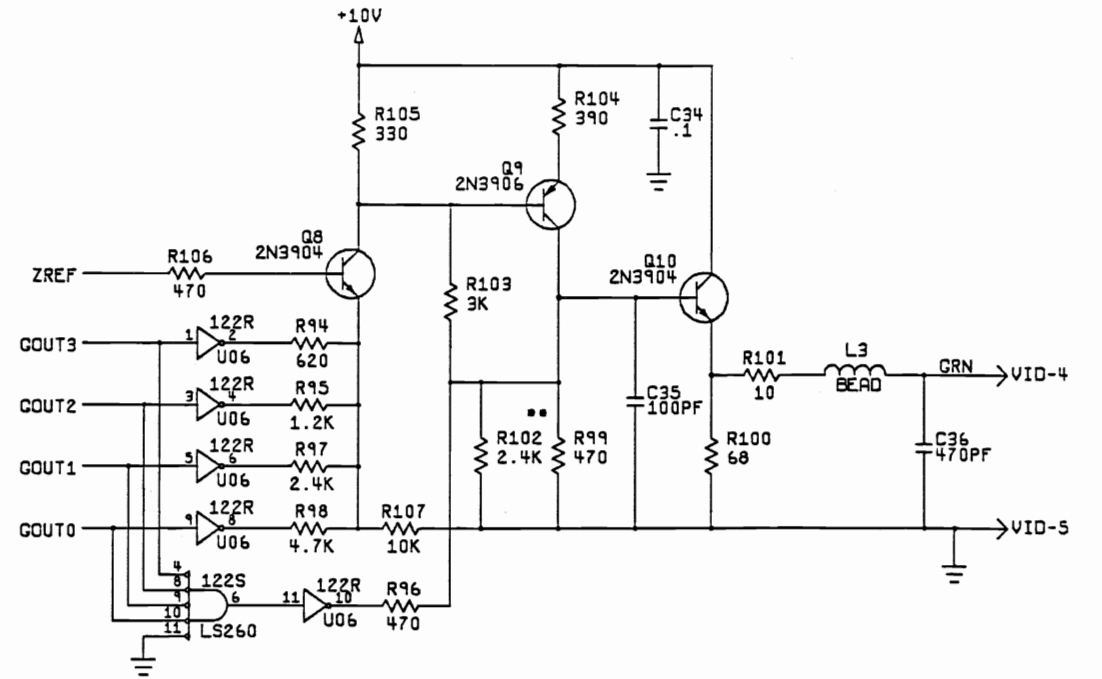 +10V
R105
330
R104
390
C34
.1
Q9
2N3906
Q8
2N3904
R106
470
ZREF
R103
3K
Q10
2N3904
122R
1
2
U06
R94
620
GOUT3
122R
3
4
U06
R95
1.2K
GOUT2
122R
5
6
U06
R97
2.4K
GOUT1
122R
9
8
U06
R98
4.7K
GOUT0
R107
10K
R102
2.4K
R99
470
C35
100PF
R101
10
L3
BEAD
GRN
VID-4
R100
68
C36
470PF
VID-5
4
8
9
10
11
122S
6
LS260
11
122R
10
U06
R96
470